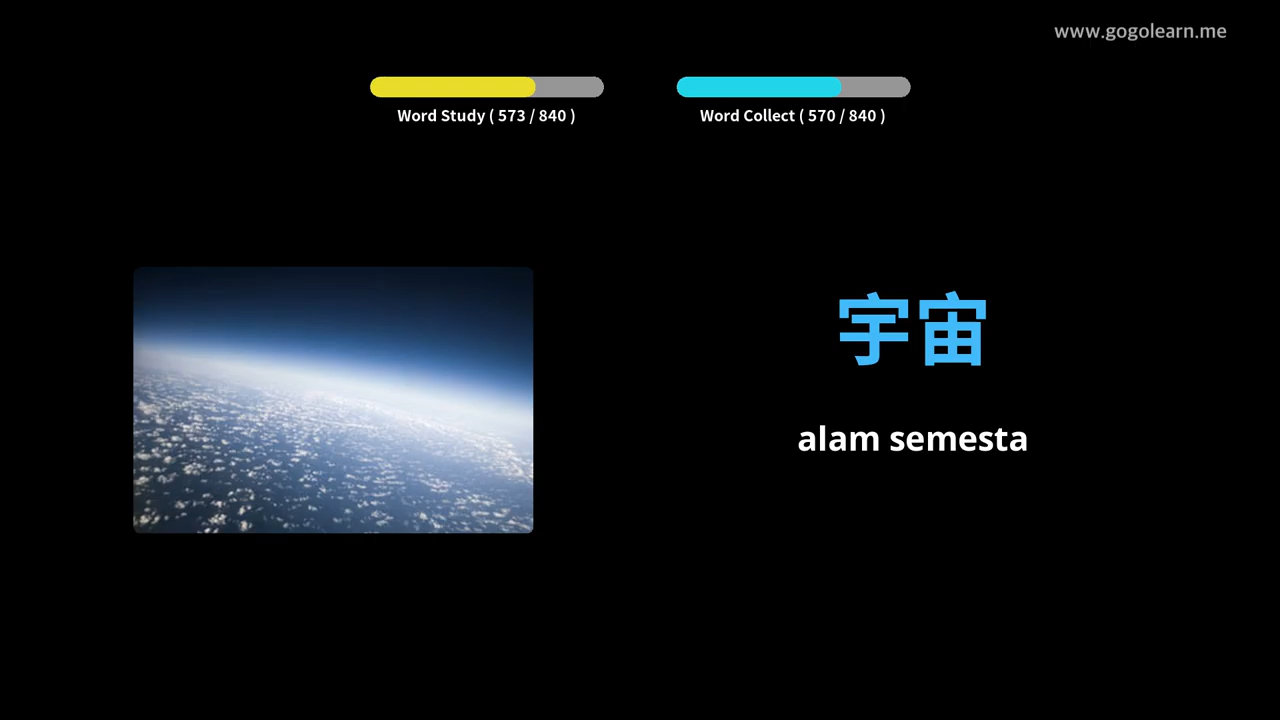 www.gogolearn.me
Word Study ( 573 / 840 )
Word Collect ( 570 / 840 )
宇宙
alam semesta